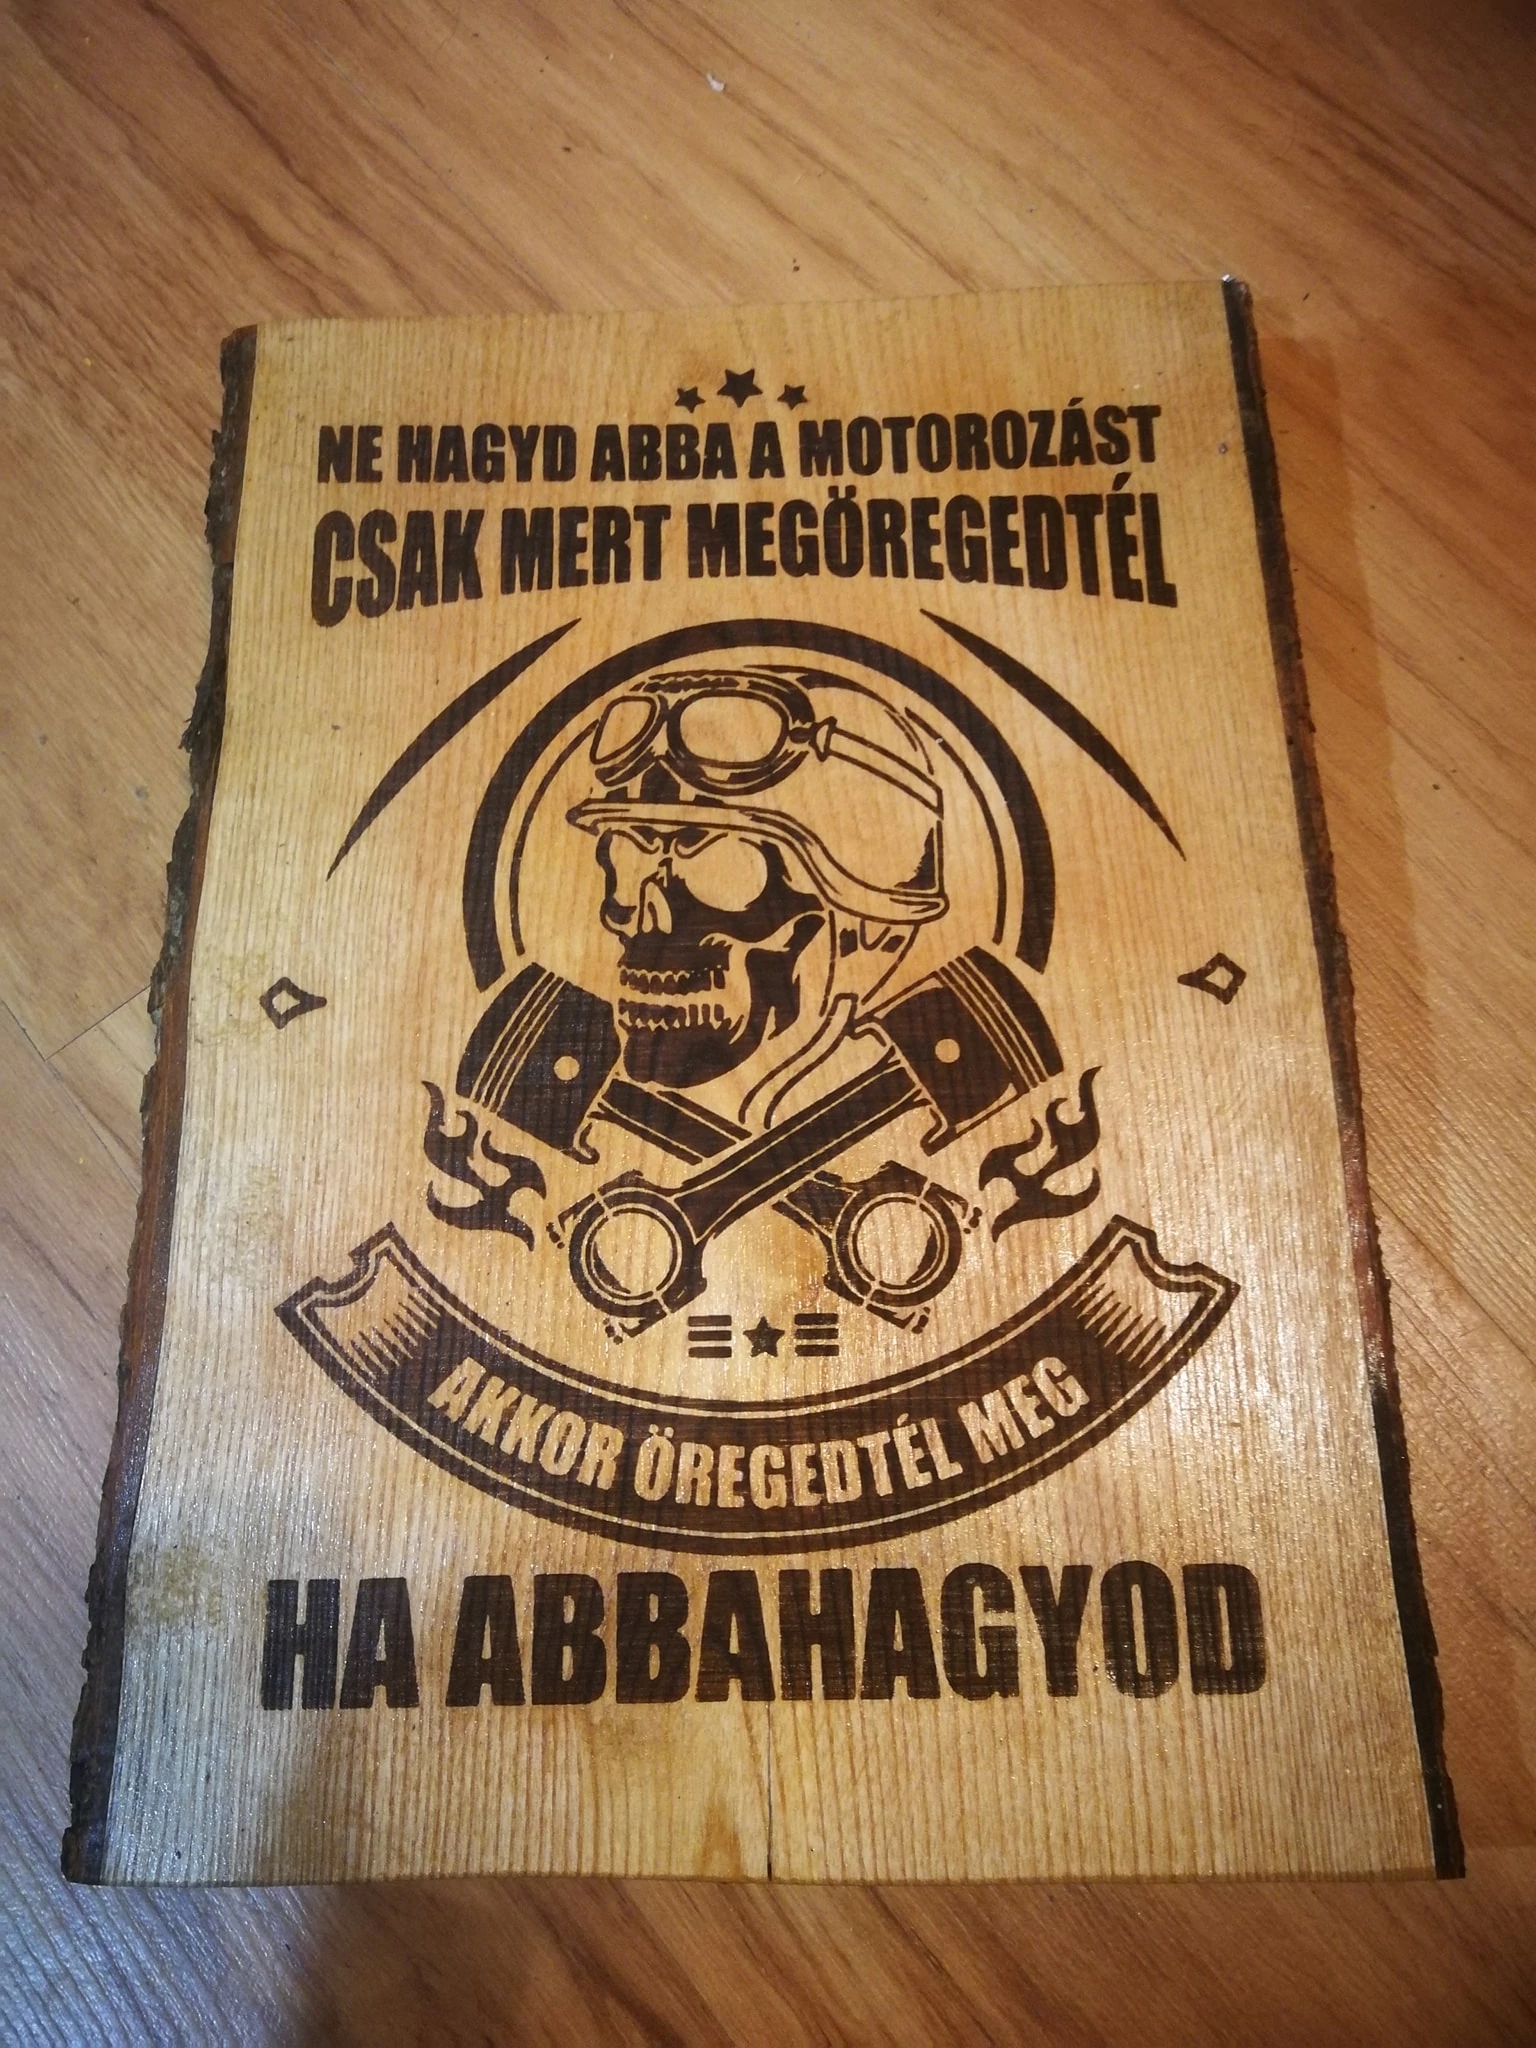 NE HAGYD ABBA A MOTOROZÁST
CSAK MERT MEGÖREGEDTÉL
AKKOR ÖREGEDTÉL MEG
HA ABBAHAGYOD